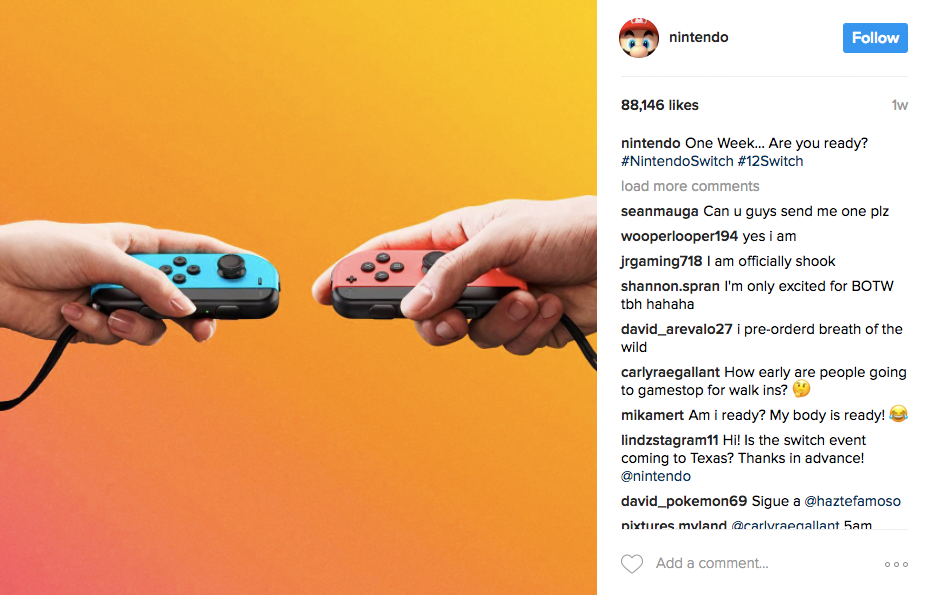 nintendo
Follow
88,146 likes
1w
nintendo One Week... Are you ready?
#NintendoSwitch #12Switch
load more comments
seanmauga Can u guys send me one plz
wooperlooper194 yes i am
jrgaming718 I am officially shook
shannon.spran I'm only excited for BOTW
tbh hahaha
david_arevalo27 i pre-orderd breath of the
wild
carlyraegallant How early are people going
to gamestop for walk ins? 🤔
mikamert Am i ready? My body is ready! 😂
lindzstagram11 Hi! Is the switch event
coming to Texas? Thanks in advance!
@nintendo
david_pokemon69 Sigue a @haztefamoso
pixtures.myland @carlyraegallant 5am
Add a comment...